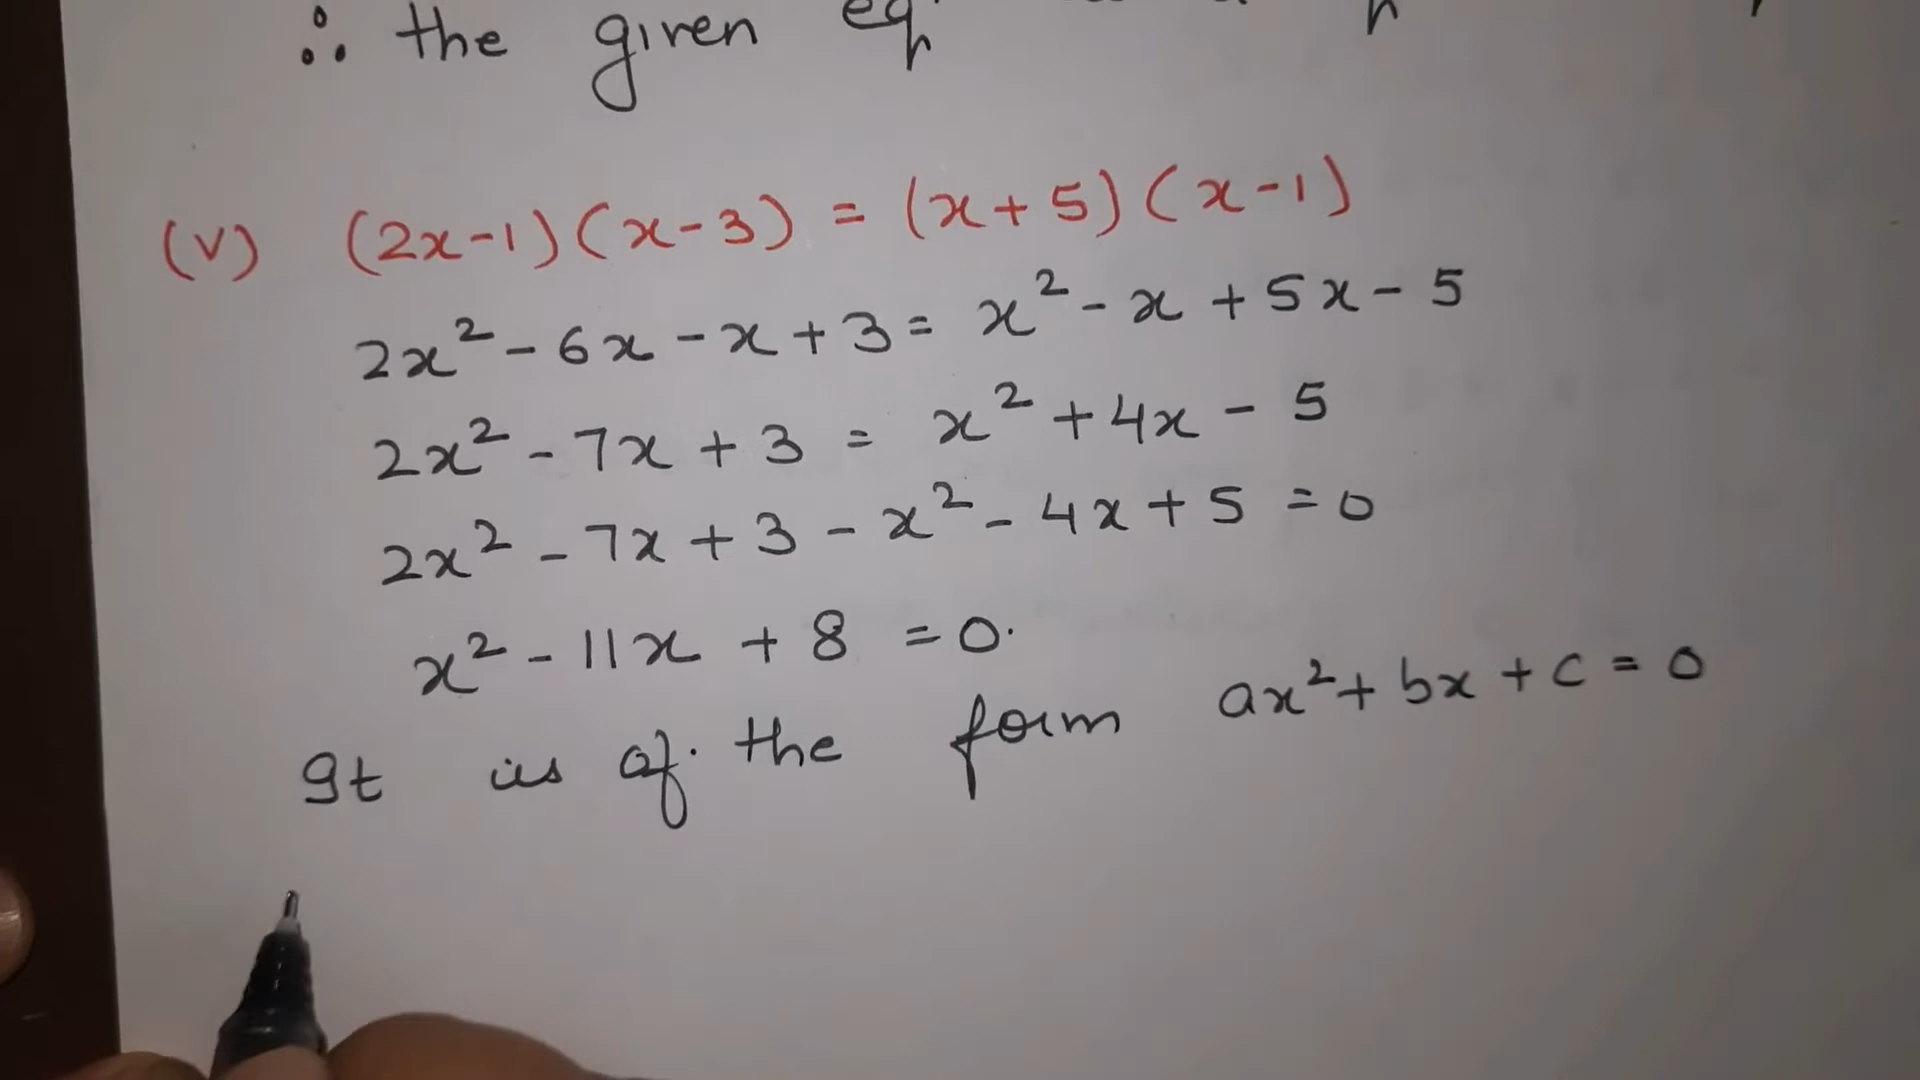 ∴ the given eq
(v) (2x-1)(x-3) = (x+5)(x-1)
2x² - 6x - x + 3 = x² - x + 5x - 5
2x² - 7x + 3 = x² + 4x - 5
2x² - 7x + 3 - x² - 4x + 5 = 0
x² - 11x + 8 = 0.
It is of the form ax² + bx + c = 0